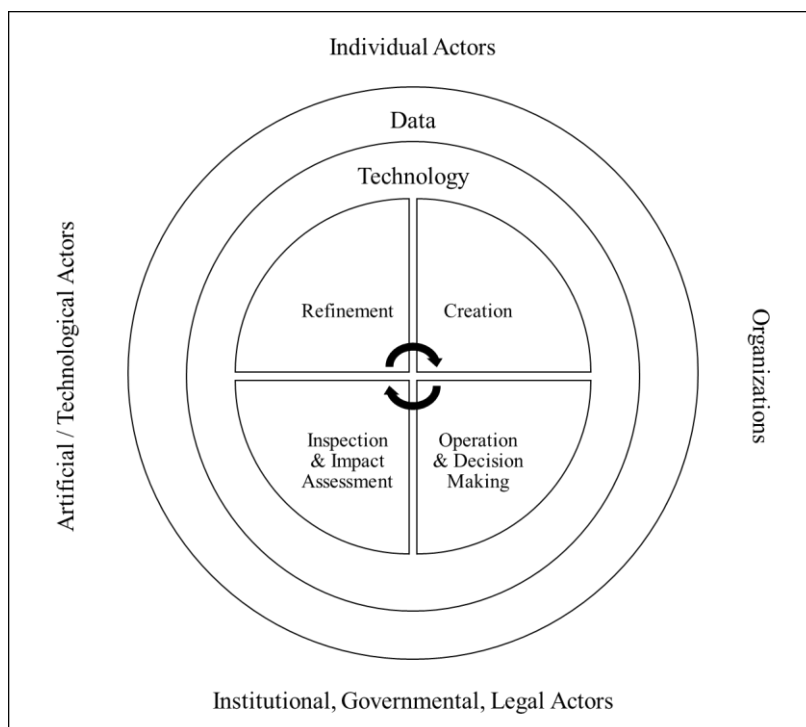 Individual Actors
Data
Technology
Artificial / Technological Actors
Refinement
Creation
Organizations
Inspection
& Impact
Assessment
Operation
& Decision
Making
Institutional, Governmental, Legal Actors